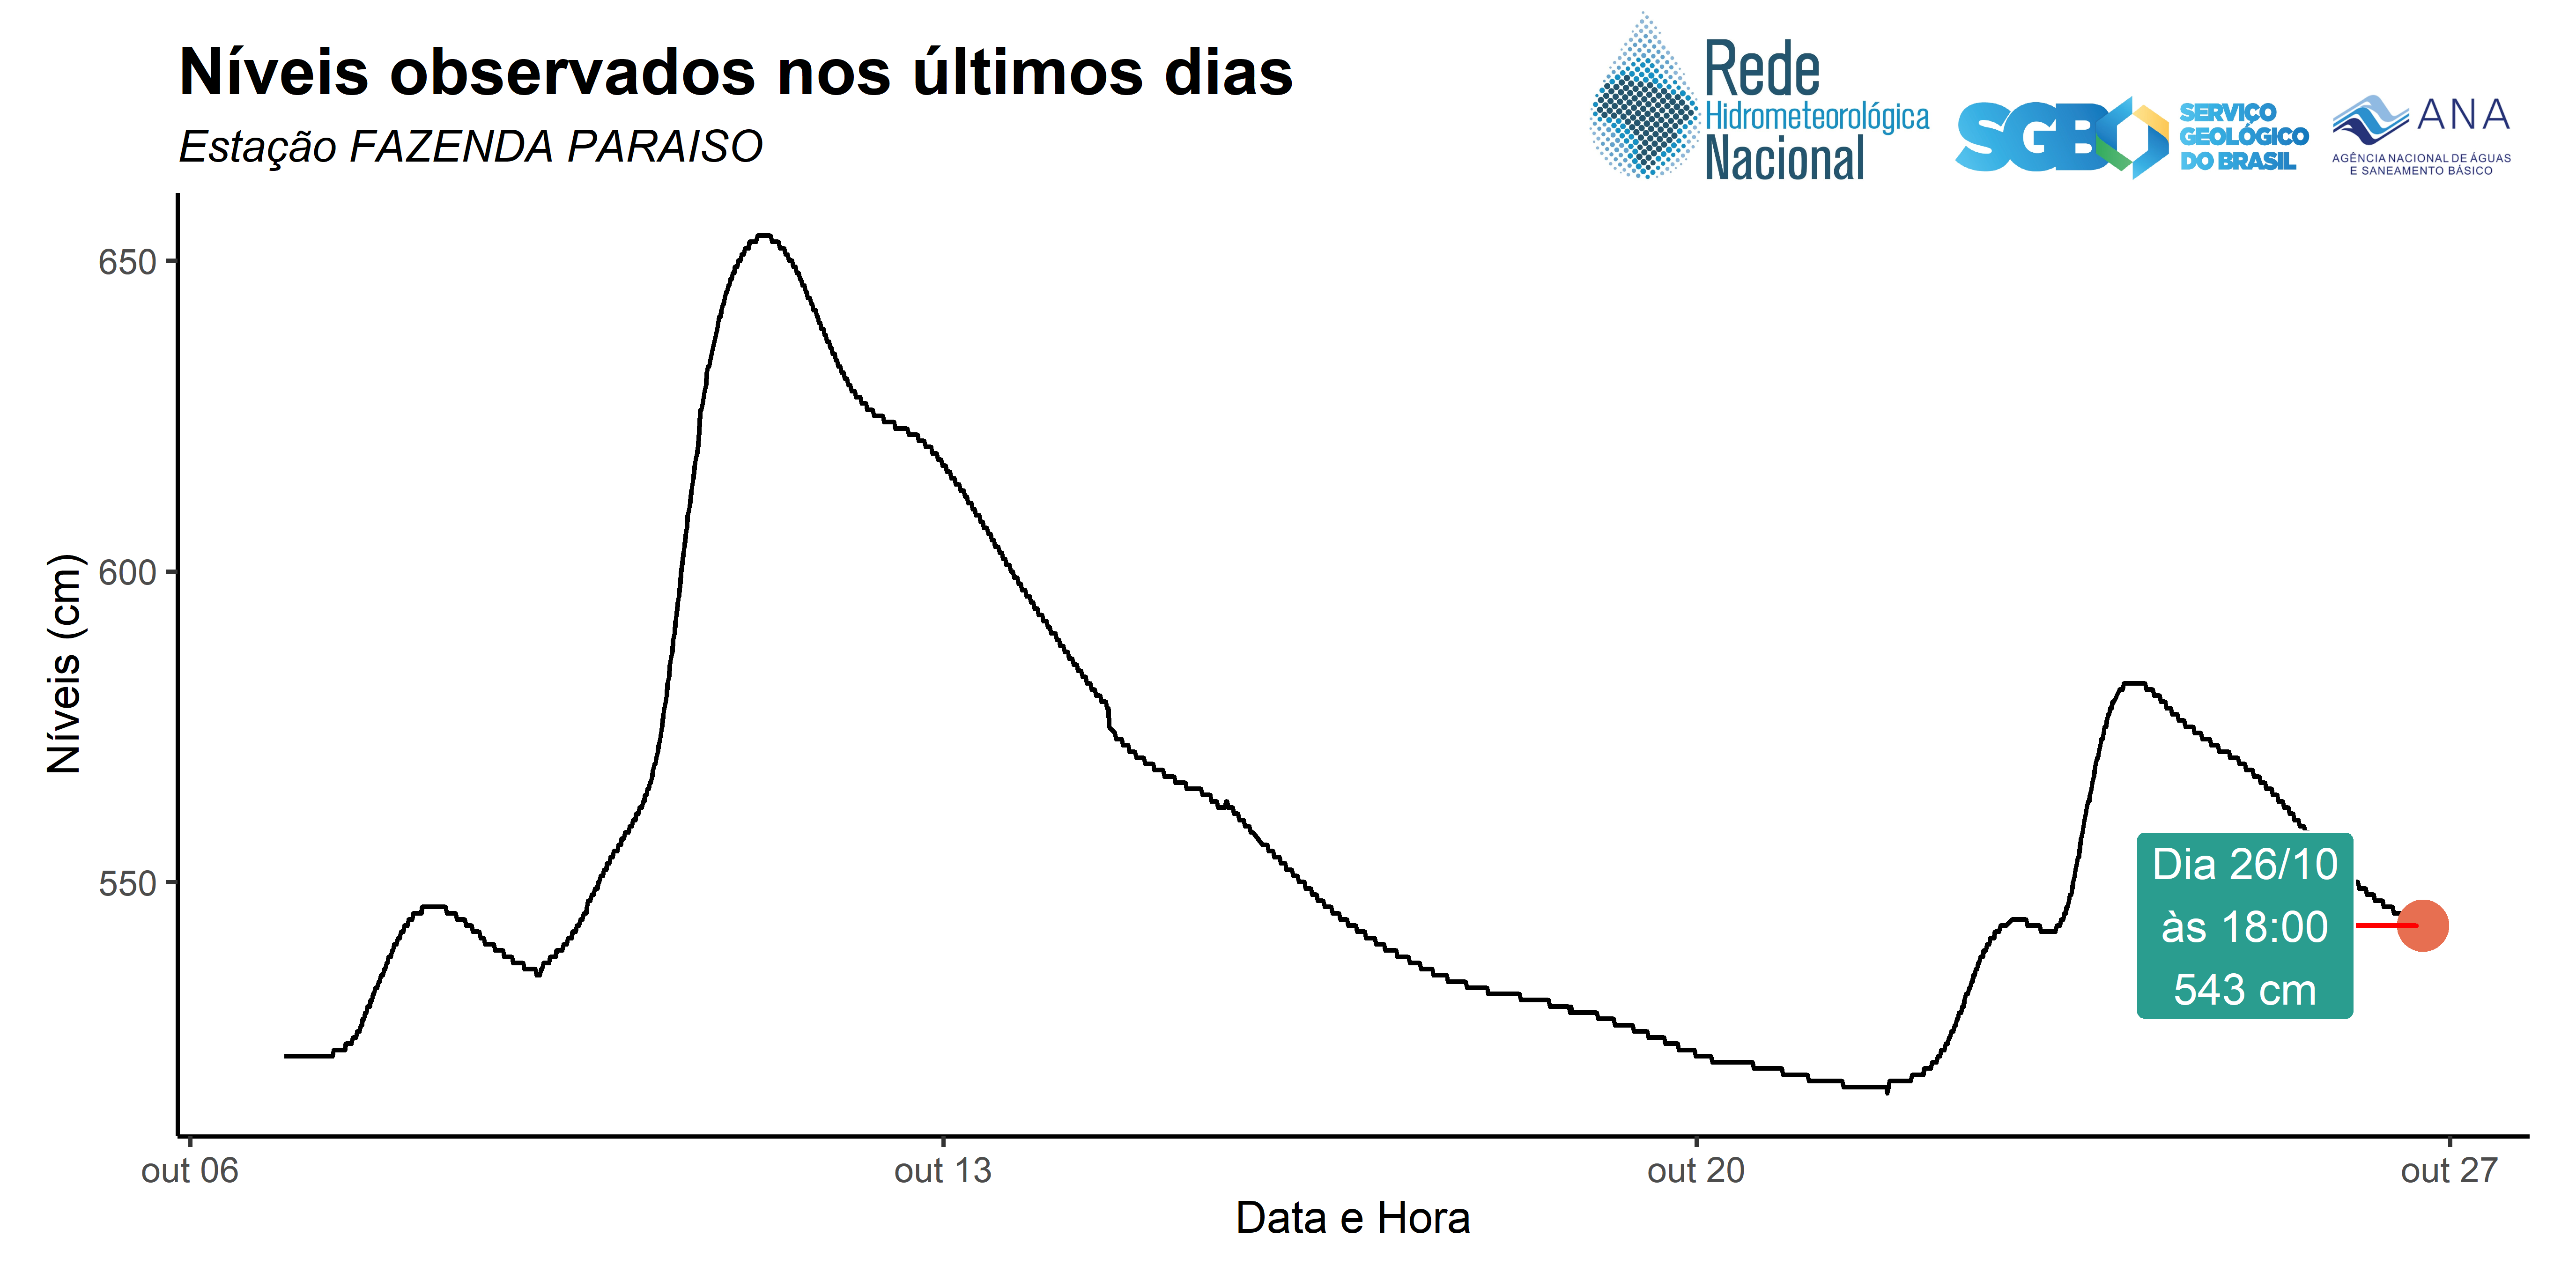 Níveis observados nos últimos dias
Estação FAZENDA PARAISO
Rede
Hidrometeorológica
Nacional
SGB
SERVIÇO
GEOLÓGICO
DO BRASIL
ANA
AGÊNCIA NACIONAL DE ÁGUAS
E SANEAMENTO BÁSICO
Níveis (cm)
650
600
550
Dia 26/10
às 18:00
543 cm
out 06
out 13
out 20
out 27
Data e Hora